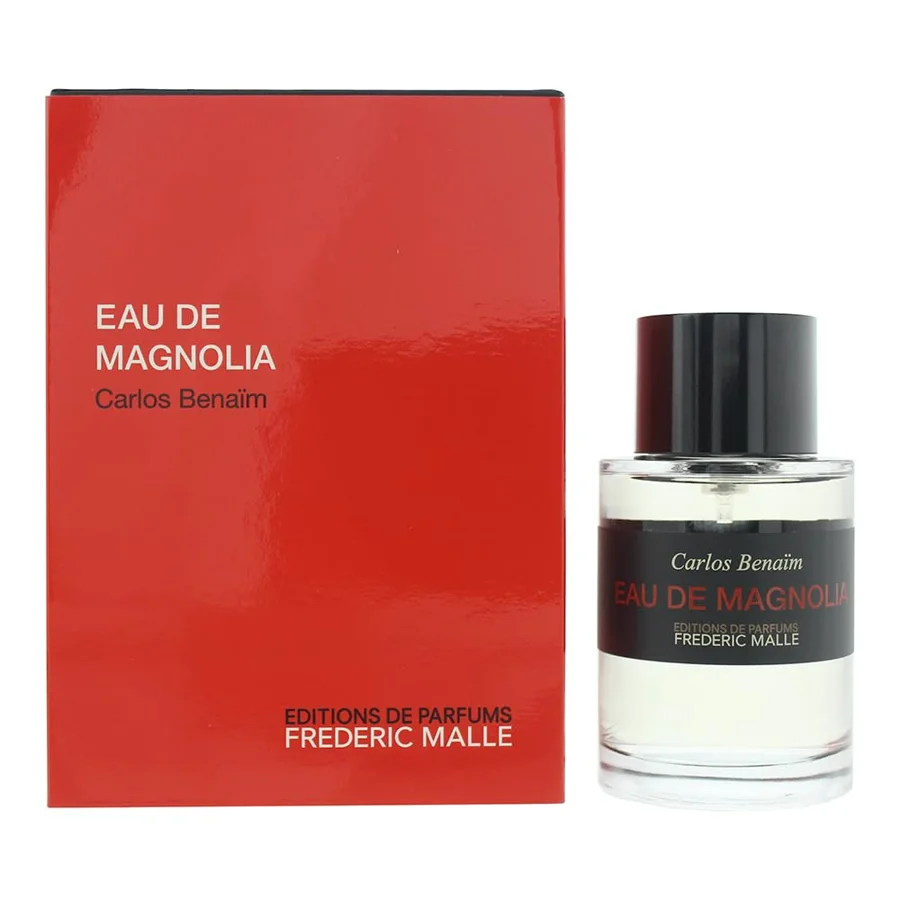 EAU DE
MAGNOLIA
Carlos Benaïm
EDITIONS DE PARFUMS
FREDERIC MALLE
Carlos Benaïm
EAU DE MAGNOLIA
EDITIONS DE PARFUMS
FREDERIC MALLE